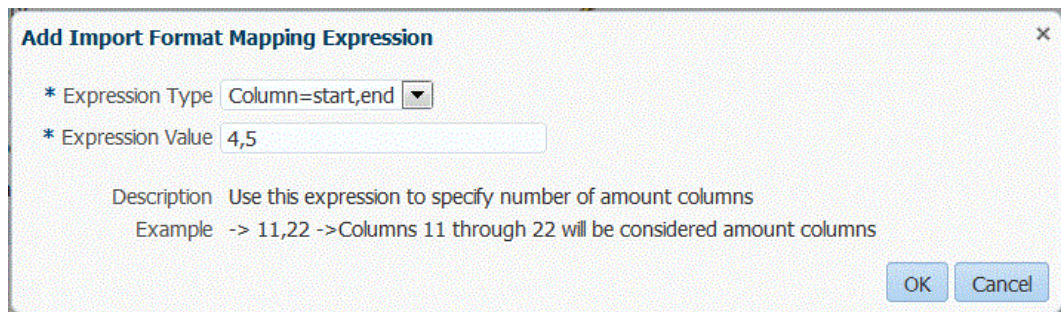 Add Import Format Mapping Expression ×
* Expression Type Column=start,end
* Expression Value 4,5
Description Use this expression to specify number of amount columns
Example -> 11,22 ->Columns 11 through 22 will be considered amount columns
OK Cancel